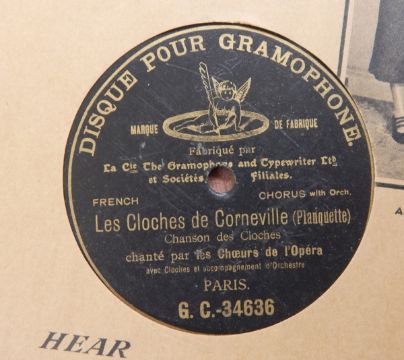 DISQUE POUR GRAMOPHONE.
MARQUE DE FABRIQUE
Fabriqué par
La Cie The Gramophone and Typewriter Ltd
et Sociétés Filiales.
FRENCH CHORUS with Orch.
Les Cloches de Corneville (Planquette)
Chanson des Cloches
chanté par les Chœurs de l'Opéra
avec Cloches et accompagnement d'Orchestre
PARIS.
G. C.-34636
HEAR
A